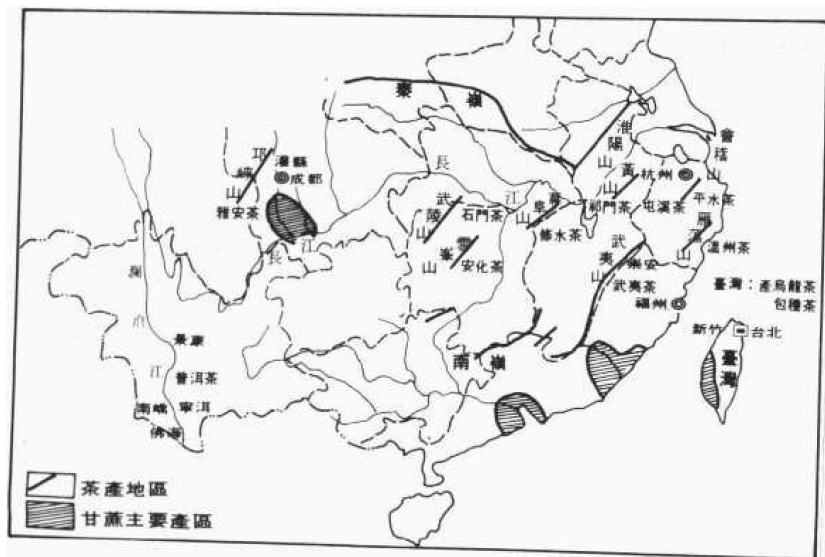 秦嶺
淮陽山
會稽山
邛崍山
灌縣
成都
雅安茶
長江
長江
武陵山
石門茶
雪峯山
安化茶
幕阜山
修水茶
黃山
祁門茶
杭州
屯溪茶
平水茶
雁蕩山
溫州茶
武夷山
崇安
武夷茶
福州
臺灣：產烏龍茶
包種茶
新竹
台北
臺灣
南嶺
瀾滄江
景東
普洱茶
南嶠
寧洱
佛海
茶產地區
甘蔗主要產區